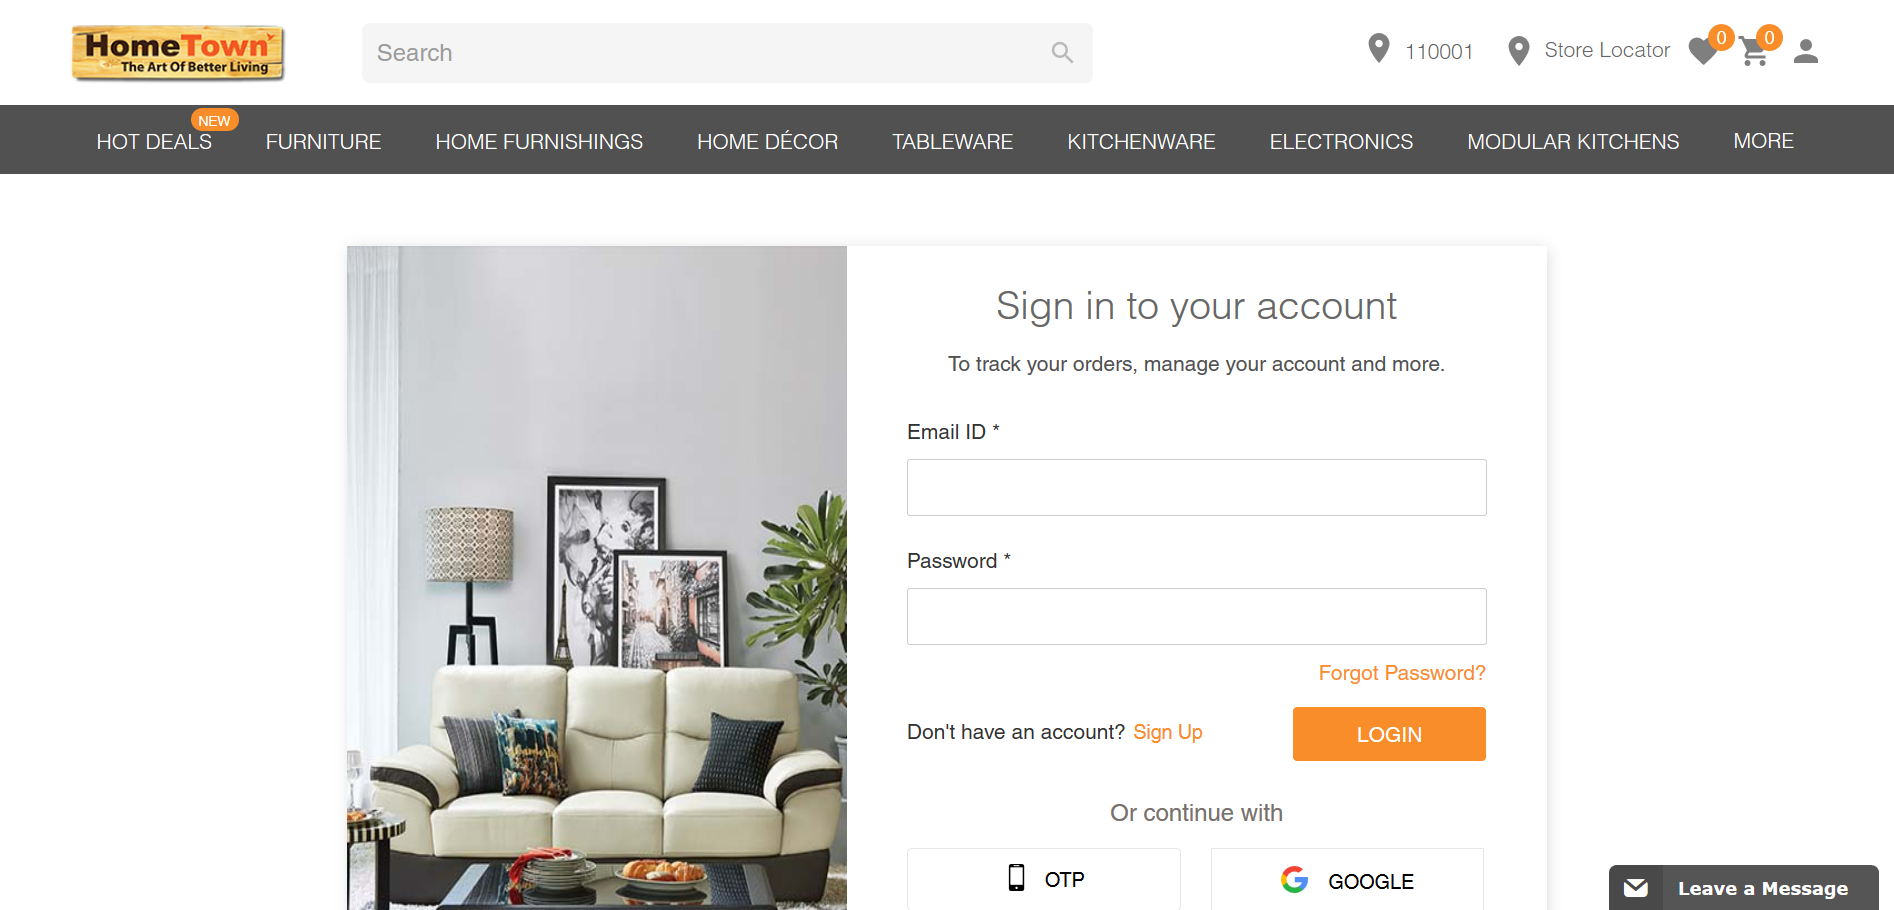 HomeTown
The Art Of Better Living
Search
110001
Store Locator
0
0
NEW
HOT DEALS
FURNITURE
HOME FURNISHINGS
HOME DÉCOR
TABLEWARE
KITCHENWARE
ELECTRONICS
MODULAR KITCHENS
MORE
Sign in to your account
To track your orders, manage your account and more.
Email ID *
Password *
Forgot Password?
Don't have an account? Sign Up
LOGIN
Or continue with
OTP
GOOGLE
Leave a Message